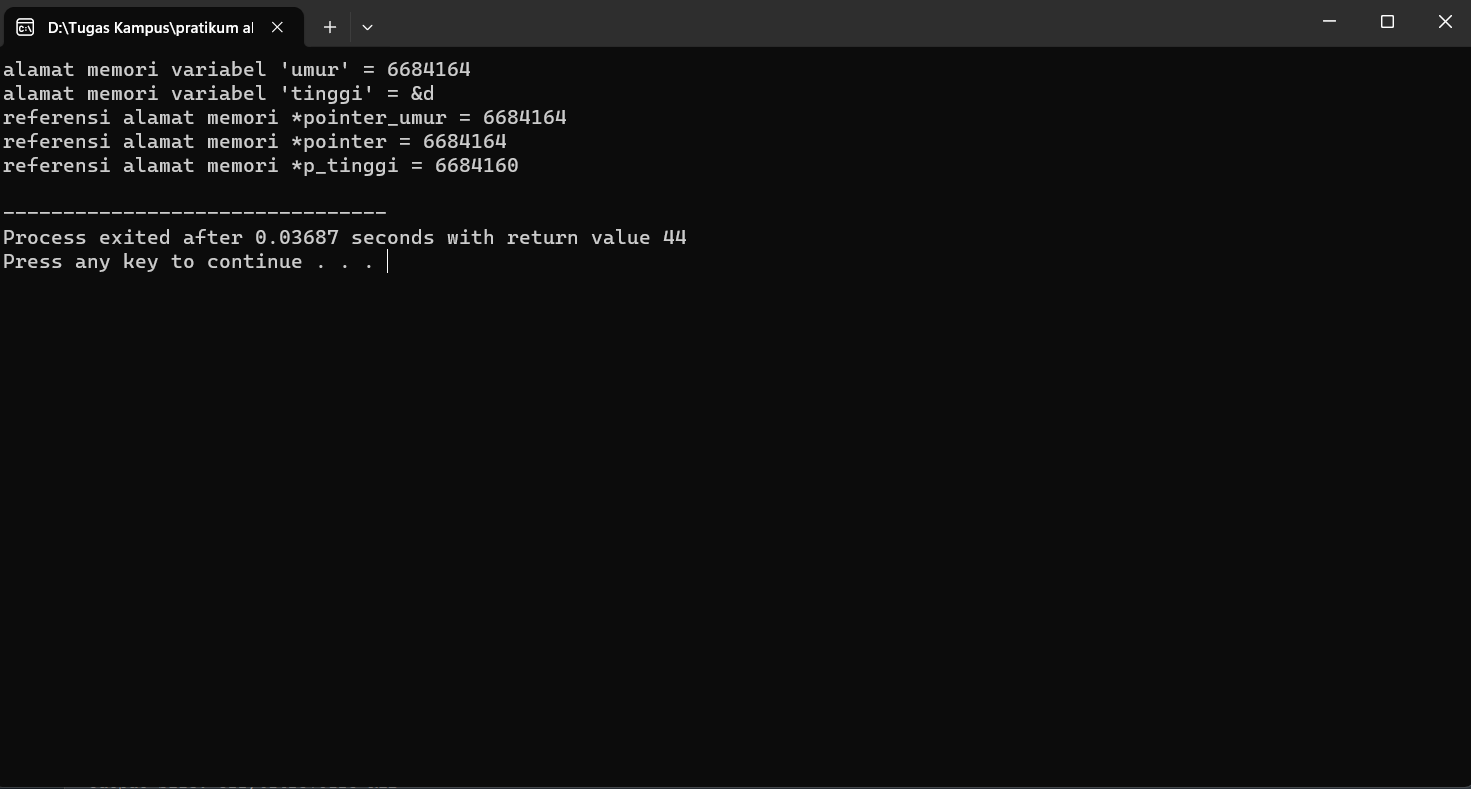 D:\Tugas Kampus\pratikum al
alamat memori variabel 'umur' = 6684164
alamat memori variabel 'tinggi' = &d
referensi alamat memori *pointer_umur = 6684164
referensi alamat memori *pointer = 6684164
referensi alamat memori *p_tinggi = 6684160
--------------------------------
Process exited after 0.03687 seconds with return value 44
Press any key to continue . . .